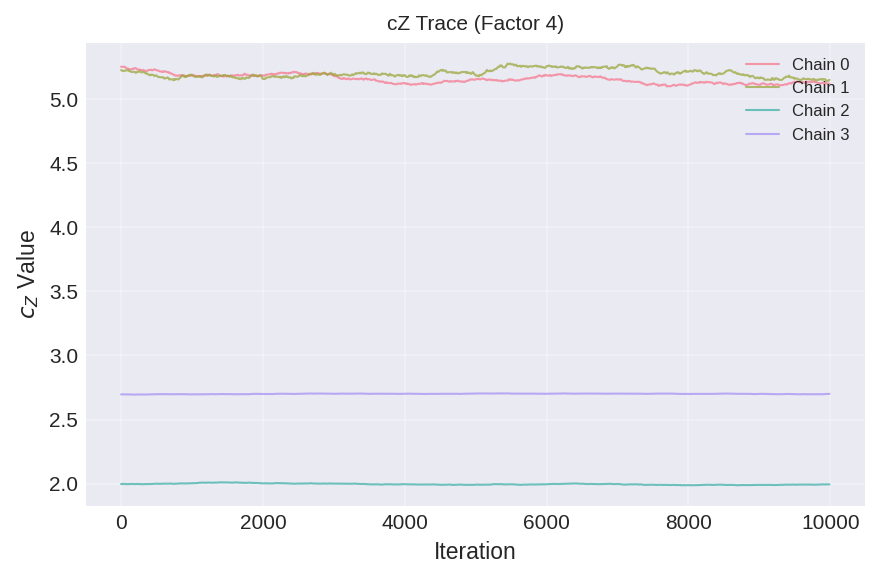 cZ Trace (Factor 4)
Chain 0
Chain 1
Chain 2
Chain 3
5.0
4.5
4.0
3.5
3.0
2.5
2.0
cZ Value
0 2000 4000 6000 8000 10000
Iteration